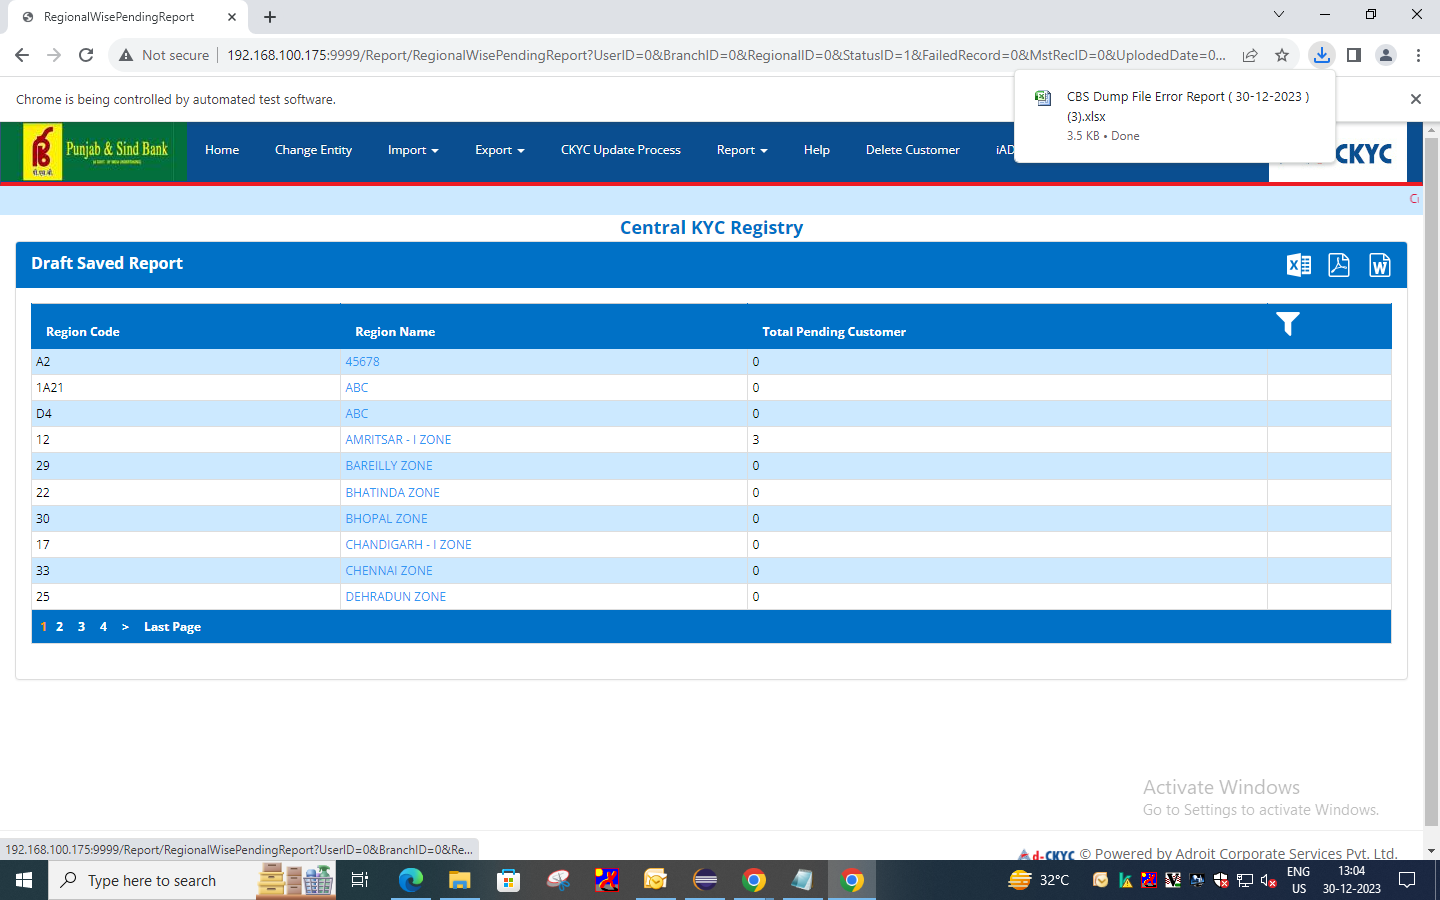 RegionalWisePendingReport
Not secure
192.168.100.175:9999/Report/RegionalWisePendingReport?UserID=0&BranchID=0&RegionalID=0&StatusID=1&FailedRecord=0&MstRecID=0&UplodedDate=0...
Chrome is being controlled by automated test software.
CBS Dump File Error Report ( 30-12-2023 )
(3).xlsx
3.5 KB • Done
Punjab & Sind Bank
Home
Change Entity
Import
Export
CKYC Update Process
Report
Help
Delete Customer
iAD
CKYC
Central KYC Registry
Draft Saved Report
Region Code Region Name Total Pending Customer
A2 45678 0
1A21 ABC 0
D4 ABC 0
12 AMRITSAR - I ZONE 3
29 BAREILLY ZONE 0
22 BHATINDA ZONE 0
30 BHOPAL ZONE 0
17 CHANDIGARH - I ZONE 0
33 CHENNAI ZONE 0
25 DEHRADUN ZONE 0
1 2 3 4 > Last Page
Activate Windows
Go to Settings to activate Windows.
192.168.100.175:9999/Report/RegionalWisePendingReport?UserID=0&BranchID=0&Re...
Ad-CKYC © Powered by Adroit Corporate Services Pvt. Ltd.
Type here to search
32°C
ENG
US
13:04
30-12-2023